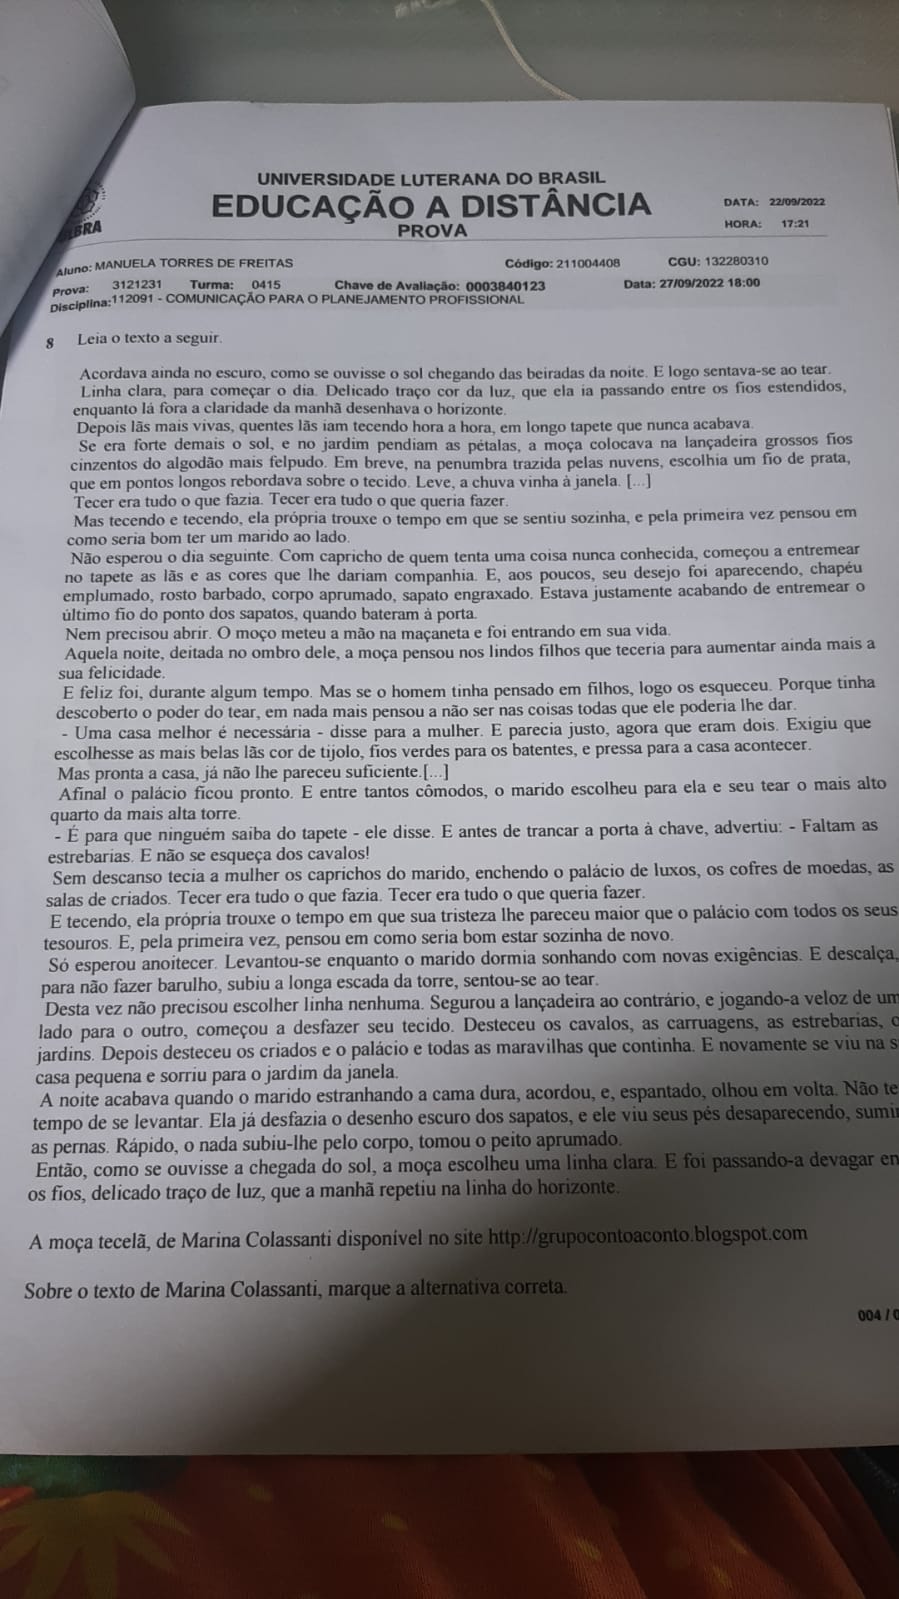 UNIVERSIDADE LUTERANA DO BRASIL
EDUCAÇÃO A DISTÂNCIA
PROVA
DATA: 22/09/2022
HORA: 17:21
Aluno: MANUELA TORRES DE FREITAS Código: 211004408 CGU: 132280310
Prova: 3121231 Turma: 0415 Chave de Avaliação: 0003840123 Data: 27/09/2022 18:00
Disciplina: 112091 - COMUNICAÇÃO PARA O PLANEJAMENTO PROFISSIONAL
8 Leia o texto a seguir.
Acordava ainda no escuro, como se ouvisse o sol chegando das beiradas da noite. E logo sentava-se ao tear.
Linha clara, para começar o dia. Delicado traço cor da luz, que ela ia passando entre os fios estendidos,
enquanto lá fora a claridade da manhã desenhava o horizonte.
Depois lãs mais vivas, quentes lãs iam tecendo hora a hora, em longo tapete que nunca acabava.
Se era forte demais o sol, e no jardim pendiam as pétalas, a moça colocava na lançadeira grossos fios
cinzentos do algodão mais felpudo. Em breve, na penumbra trazida pelas nuvens, escolhia um fio de prata,
que em pontos longos rebordava sobre o tecido. Leve, a chuva vinha à janela. [...]
Tecer era tudo o que fazia. Tecer era tudo o que queria fazer.
Mas tecendo e tecendo, ela própria trouxe o tempo em que se sentiu sozinha, e pela primeira vez pensou em
como seria bom ter um marido ao lado.
Não esperou o dia seguinte. Com capricho de quem tenta uma coisa nunca conhecida, começou a entremear
no tapete as lãs e as cores que lhe dariam companhia. E, aos poucos, seu desejo foi aparecendo, chapéu
emplumado, rosto barbado, corpo aprumado, sapato engraxado. Estava justamente acabando de entremear o
último fio do ponto dos sapatos, quando bateram à porta.
Nem precisou abrir. O moço meteu a mão na maçaneta e foi entrando em sua vida.
Aquela noite, deitada no ombro dele, a moça pensou nos lindos filhos que teceria para aumentar ainda mais a
sua felicidade.
E feliz foi, durante algum tempo. Mas se o homem tinha pensado em filhos, logo os esqueceu. Porque tinha
descoberto o poder do tear, em nada mais pensou a não ser nas coisas todas que ele poderia lhe dar.
- Uma casa melhor é necessária - disse para a mulher. E parecia justo, agora que eram dois. Exigiu que
escolhesse as mais belas lãs cor de tijolo, fios verdes para os batentes, e pressa para a casa acontecer.
Mas pronta a casa, já não lhe pareceu suficiente.[...]
Afinal o palácio ficou pronto. E entre tantos cômodos, o marido escolheu para ela e seu tear o mais alto
quarto da mais alta torre.
- É para que ninguém saiba do tapete - ele disse. E antes de trancar a porta à chave, advertiu: - Faltam as
estrebarias. E não se esqueça dos cavalos!
Sem descanso tecia a mulher os caprichos do marido, enchendo o palácio de luxos, os cofres de moedas, as
salas de criados. Tecer era tudo o que fazia. Tecer era tudo o que queria fazer.
E tecendo, ela própria trouxe o tempo em que sua tristeza lhe pareceu maior que o palácio com todos os seus
tesouros. E, pela primeira vez, pensou em como seria bom estar sozinha de novo.
Só esperou anoitecer. Levantou-se enquanto o marido dormia sonhando com novas exigências. E descalça,
para não fazer barulho, subiu a longa escada da torre, sentou-se ao tear.
Desta vez não precisou escolher linha nenhuma. Segurou a lançadeira ao contrário, e jogando-a veloz de um
lado para o outro, começou a desfazer seu tecido. Desteceu os cavalos, as carruagens, as estrebarias,
jardins. Depois desteceu os criados e o palácio e todas as maravilhas que continha. E novamente se viu na
casa pequena e sorriu para o jardim da janela.
A noite acabava quando o marido estranhando a cama dura, acordou, e, espantado, olhou em volta. Não te
tempo de se levantar. Ela já desfazia o desenho escuro dos sapatos, e ele viu seus pés desaparecendo, sumi
as pernas. Rápido, o nada subiu-lhe pelo corpo, tomou o peito aprumado.
Então, como se ouvisse a chegada do sol, a moça escolheu uma linha clara. E foi passando-a devagar en
os fios, delicado traço de luz, que a manhã repetiu na linha do horizonte.
A moça tecelã, de Marina Colassanti disponível no site http://grupocontoaconto.blogspot.com
Sobre o texto de Marina Colassanti, marque a alternativa correta.
004 / 0